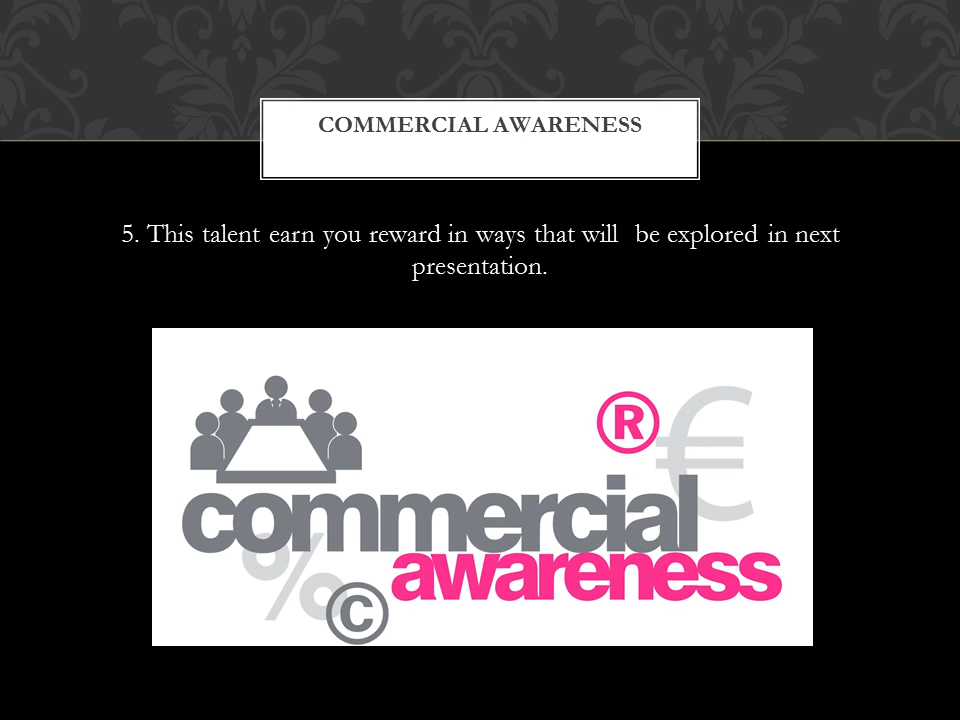 COMMERCIAL AWARENESS
5. This talent earn you reward in ways that will be explored in next
presentation.
®
€
commercial
awareness
%
©